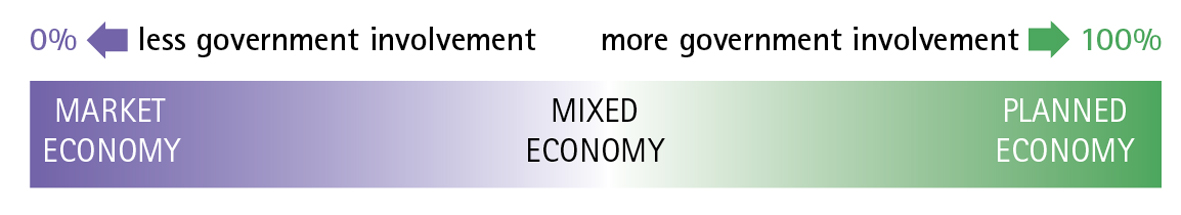 0% less government involvement more government involvement 100%
MARKET MIXED PLANNED
ECONOMY ECONOMY ECONOMY